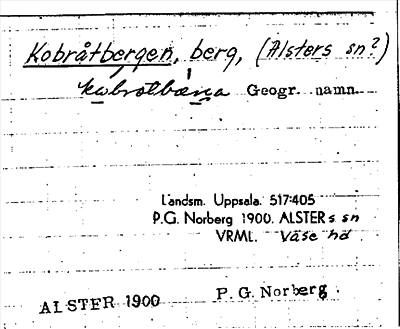 Kobråtbergen, berg, (Alsters sn?)
kobrotbæna Geogr. namn.
Landsm. Uppsala. 517:405
P.G. Norberg 1900. ALSTERs sn
VRML. Väse hd
ALSTER 1900 P. G. Norberg.